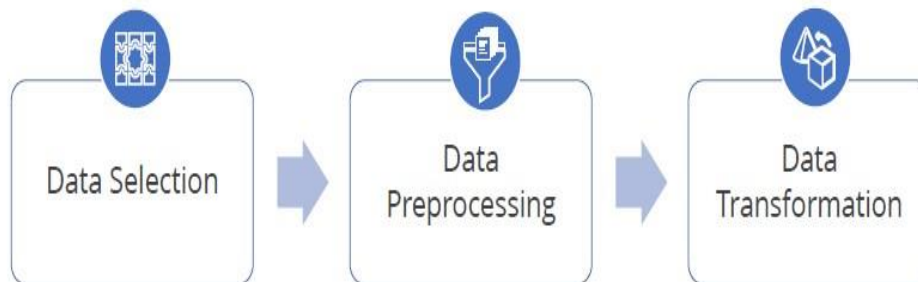 Data Selection
Data
Preprocessing
Data
Transformation